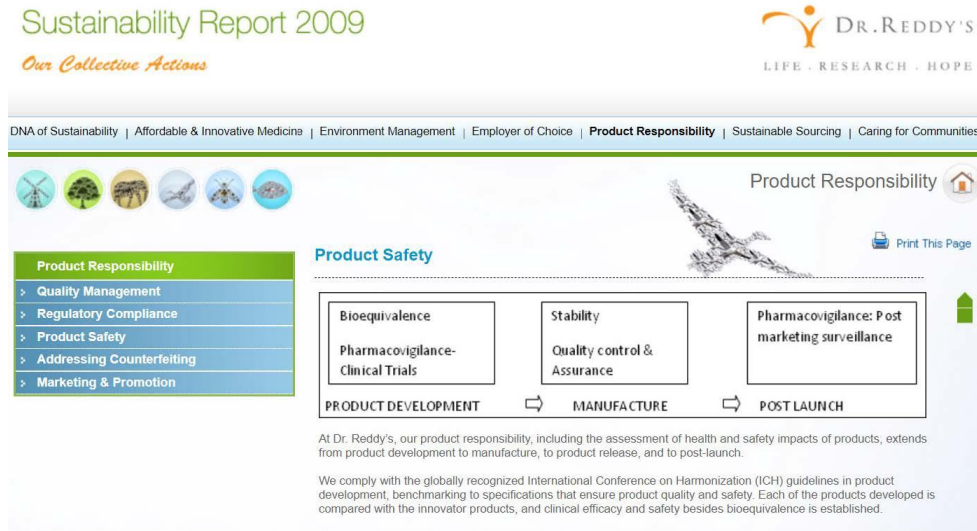 Sustainability Report 2009
Our Collective Actions
DR.REDDY'S
LIFE . RESEARCH . HOPE
DNA of Sustainability | Affordable & Innovative Medicine | Environment Management | Employer of Choice | Product Responsibility | Sustainable Sourcing | Caring for Communities
Product Responsibility
Print This Page
Product Responsibility
Quality Management
Regulatory Compliance
Product Safety
Addressing Counterfeiting
Marketing & Promotion
Product Safety
Bioequivalence
Pharmacovigilance-
Clinical Trials
Stability
Quality control &
Assurance
Pharmacovigilance: Post
marketing surveillance
PRODUCT DEVELOPMENT
MANUFACTURE
POST LAUNCH
At Dr. Reddy's, our product responsibility, including the assessment of health and safety impacts of products, extends
from product development to manufacture, to product release, and to post-launch.
We comply with the globally recognized International Conference on Harmonization (ICH) guidelines in product
development, benchmarking to specifications that ensure product quality and safety. Each of the products developed is
compared with the innovator products, and clinical efficacy and safety besides bioequivalence is established.